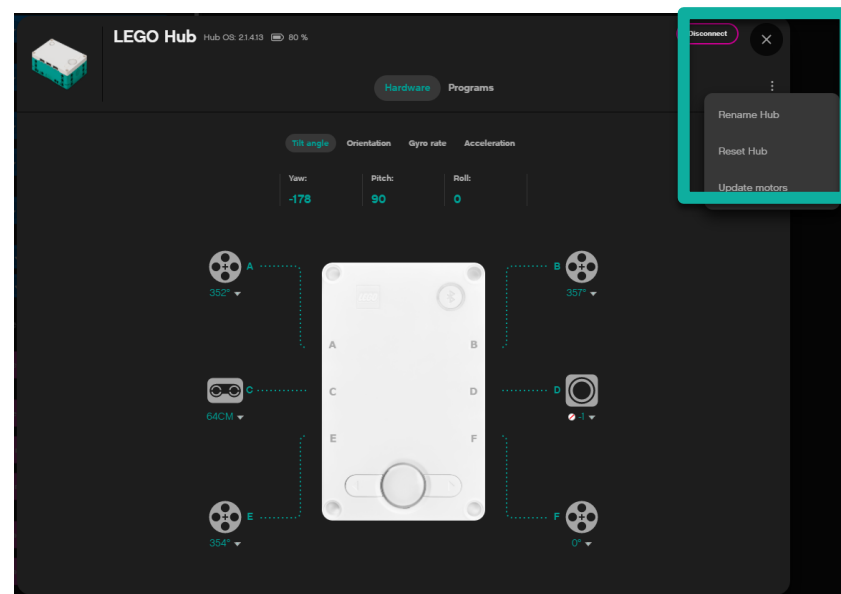 LEGO Hub Hub OS: 2.1.4.13 80 %
Disconnect
Hardware Programs
Rename Hub
Reset Hub
Update motors
Tilt angle Orientation Gyro rate Acceleration
Yaw: Pitch: Roll:
-178 90 0
A
352°
B
357°
A B
C
64CM
C D
D
-1
E F
E
354°
F
0°